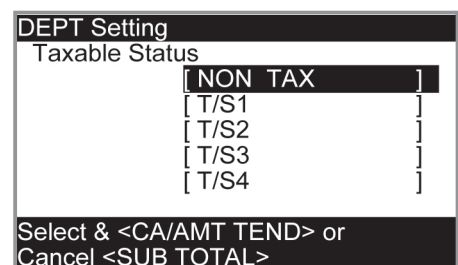 DEPT Setting
Taxable Status
[ NON TAX ]
[ T/S1 ]
[ T/S2 ]
[ T/S3 ]
[ T/S4 ]
Select & <CA/AMT TEND> or
Cancel <SUB TOTAL>